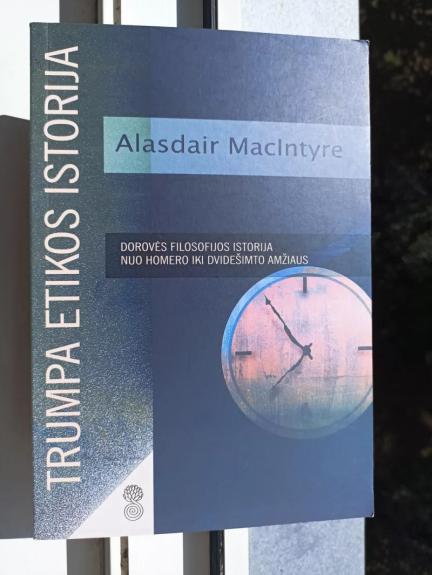 TRUMPA ETIKOS ISTORIJA
Alasdair MacIntyre
DOROVĖS FILOSOFIJOS ISTORIJA
NUO HOMERO IKI DVIDEŠIMTO AMŽIAUS